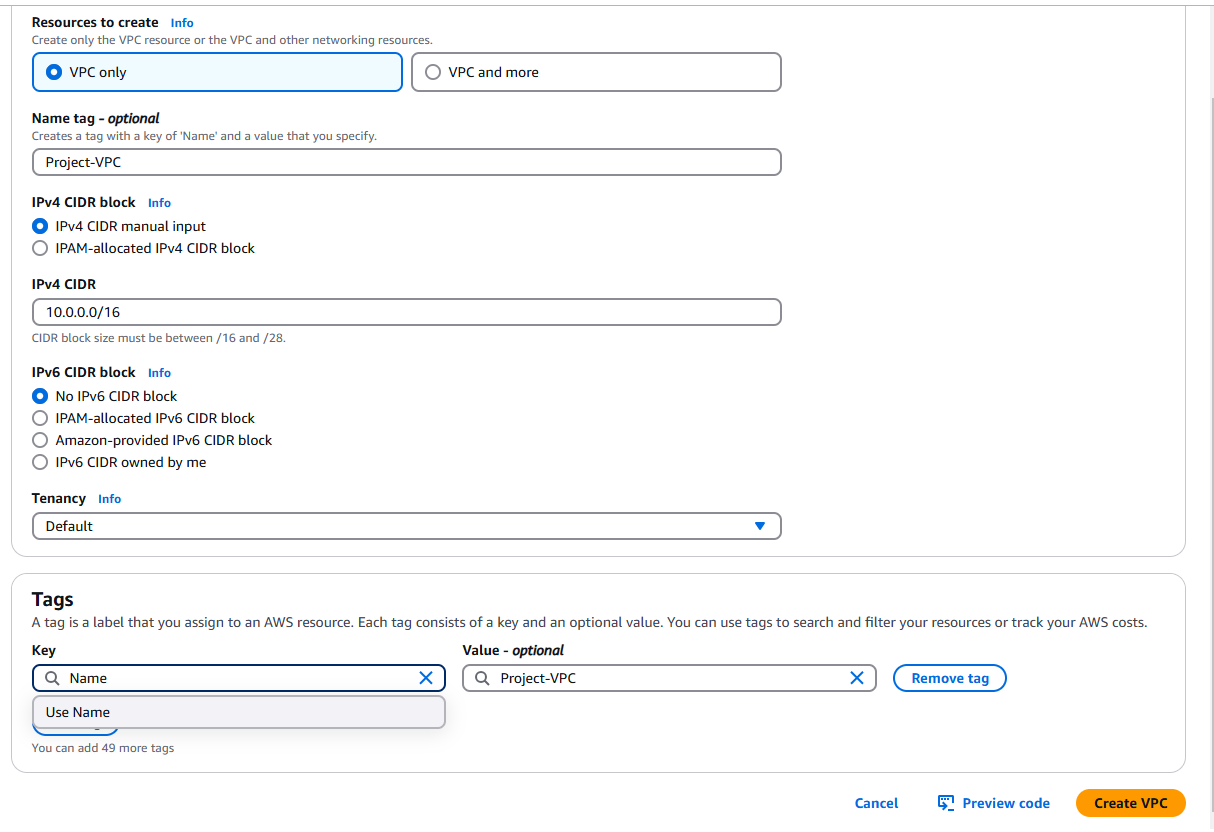 Resources to create Info
Create only the VPC resource or the VPC and other networking resources.
VPC only VPC and more
Name tag - optional
Creates a tag with a key of 'Name' and a value that you specify.
Project-VPC
IPv4 CIDR block Info
IPv4 CIDR manual input
IPAM-allocated IPv4 CIDR block
IPv4 CIDR
10.0.0.0/16
CIDR block size must be between /16 and /28.
IPv6 CIDR block Info
No IPv6 CIDR block
IPAM-allocated IPv6 CIDR block
Amazon-provided IPv6 CIDR block
IPv6 CIDR owned by me
Tenancy Info
Default
Tags
A tag is a label that you assign to an AWS resource. Each tag consists of a key and an optional value. You can use tags to search and filter your resources or track your AWS costs.
Key Value - optional
Name Project-VPC Remove tag
Use Name
You can add 49 more tags
Cancel Preview code Create VPC